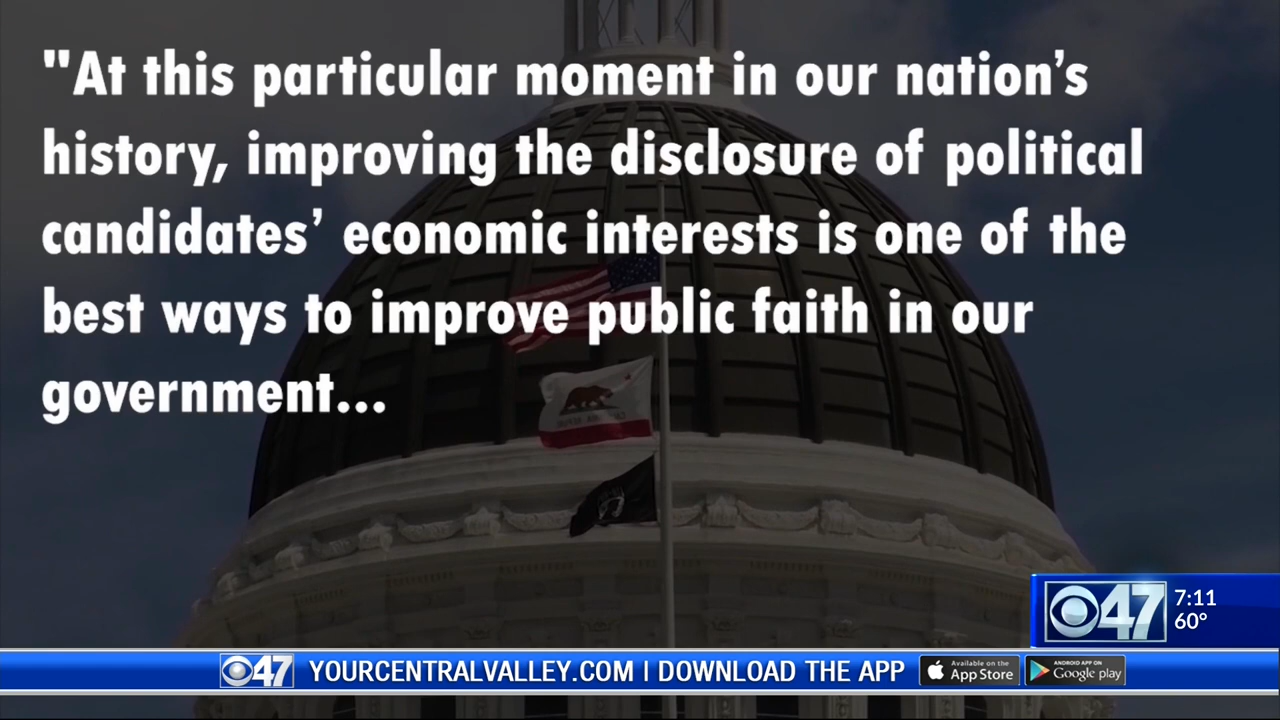 "At this particular moment in our nation’s
history, improving the disclosure of political
candidates’ economic interests is one of the
best ways to improve public faith in our
government...
47
7:11
60°
47
YOURCENTRALVALLEY.COM | DOWNLOAD THE APP
Available on the
App Store
ANDROID APP ON
Google play